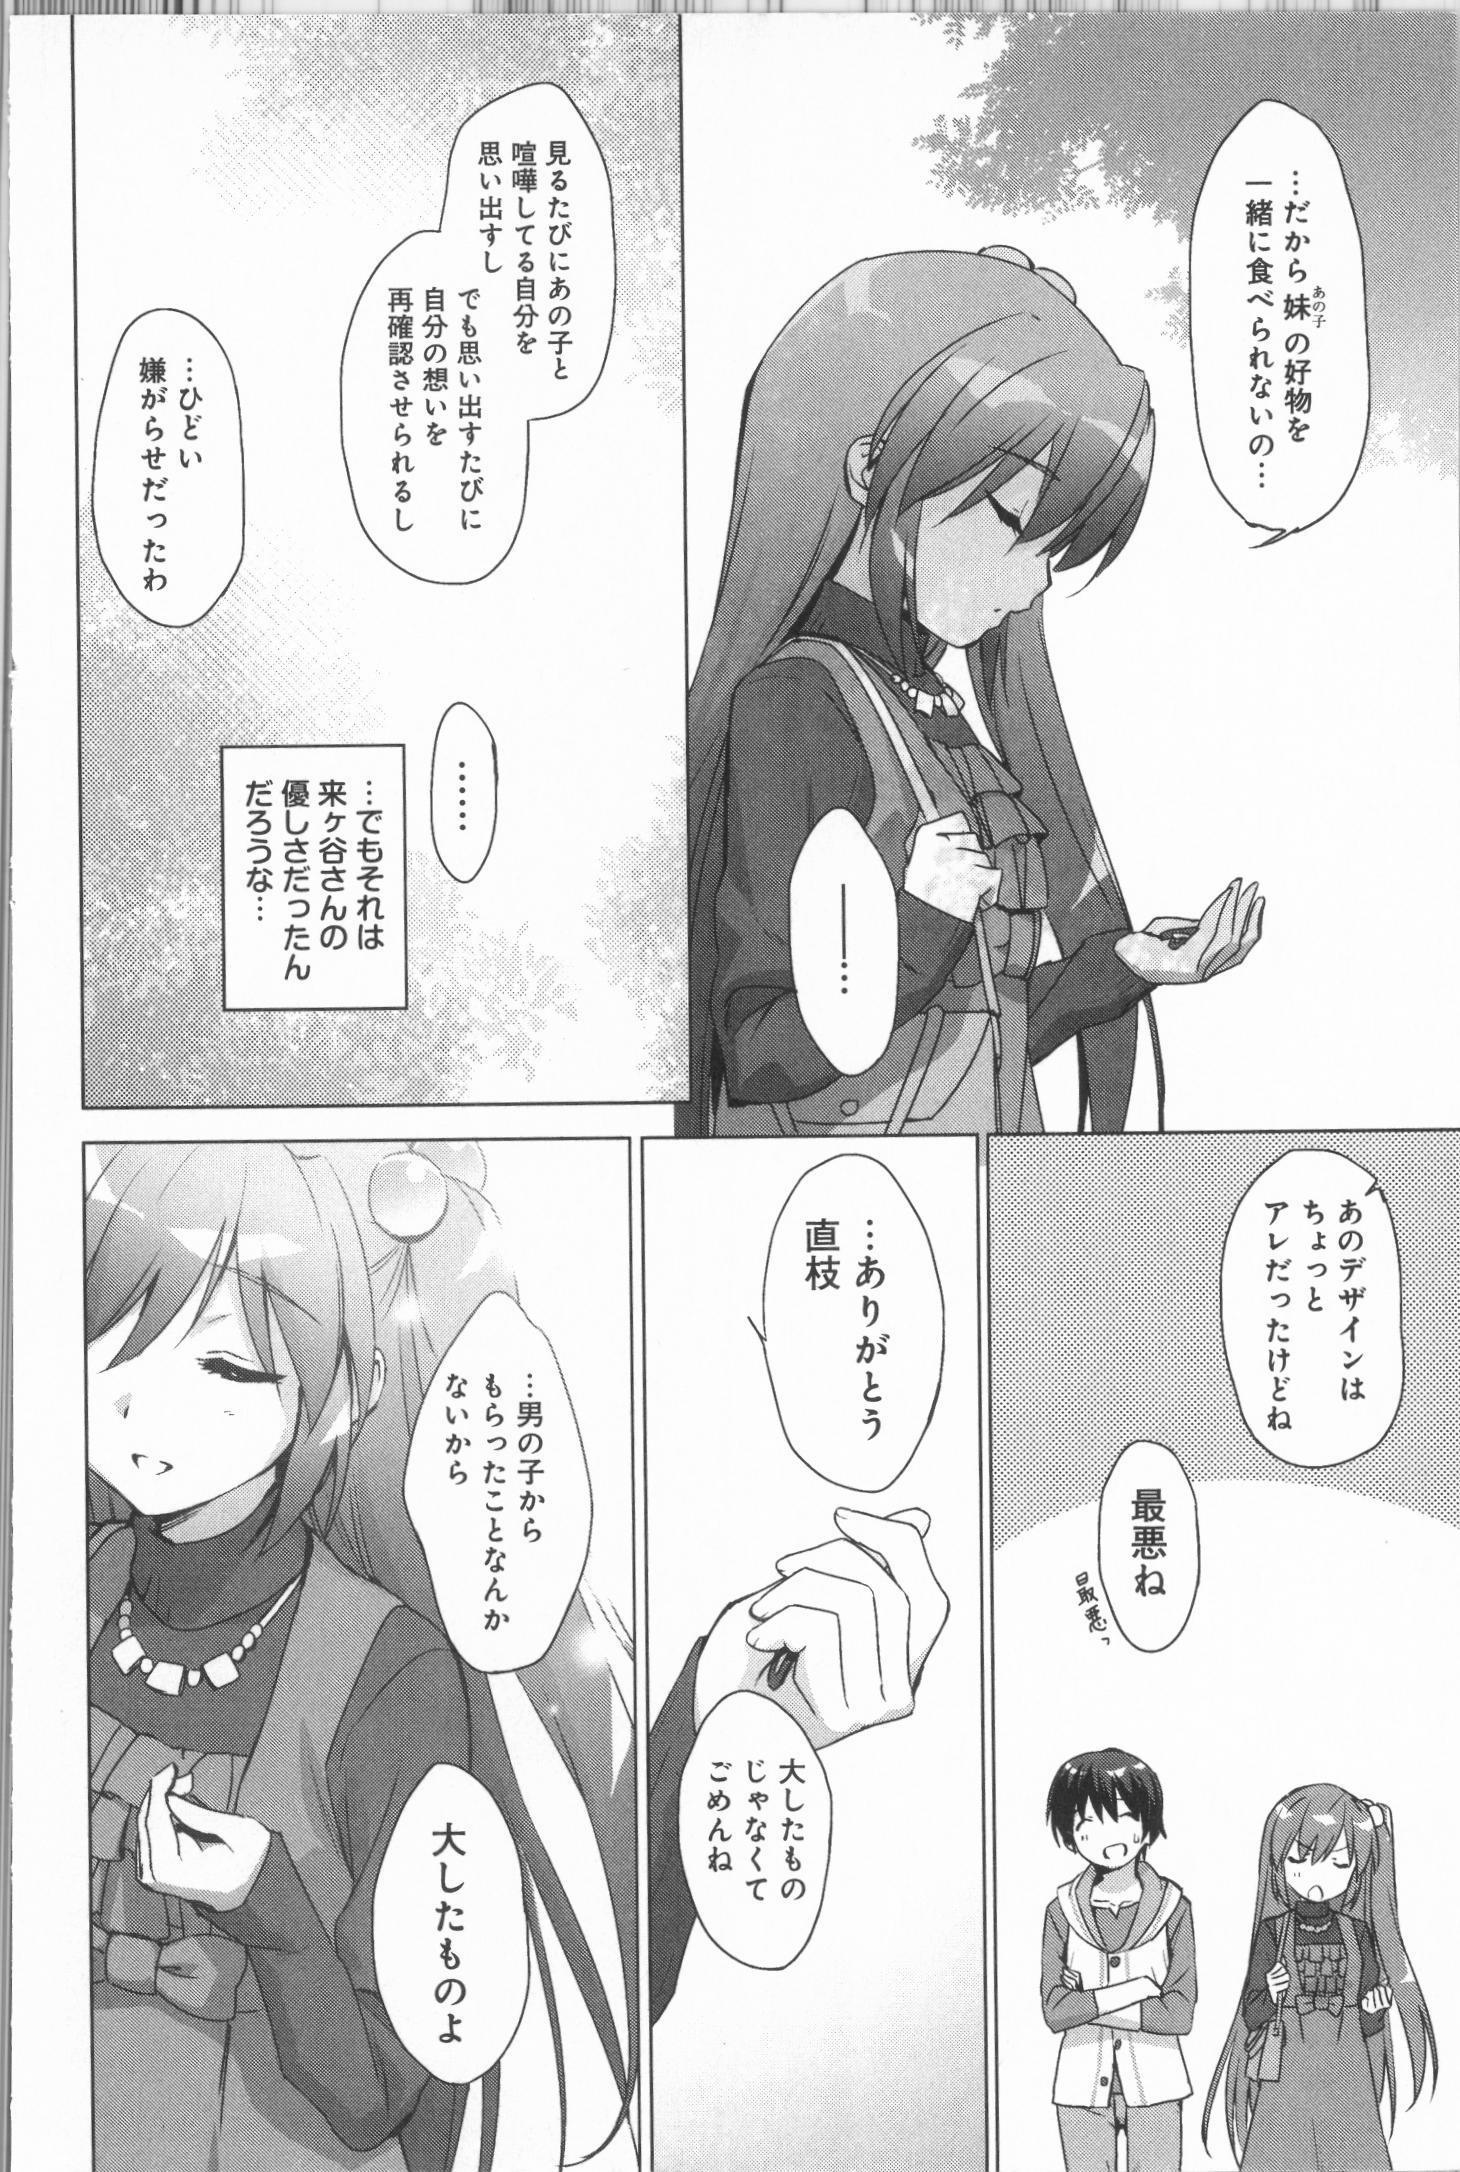 …だから妹の好物を
あの子
一緒に食べられないの…
――…
見るたびにあの子と
喧嘩してる自分を
思い出すし
でも思い出すたびに
自分の想いを
再確認させられるし
…ひどい
嫌がらせだったわ
……
…でもそれは
来ヶ谷さんの
優しさだったん
だろうな…
あのデザインは
ちょっと
アレだったけどね
最悪ね
最悪っ
…ありがとう
直枝
大したもの
じゃなくて
ごめんね
…男の子から
もらったことなんか
ないから
大したものよ